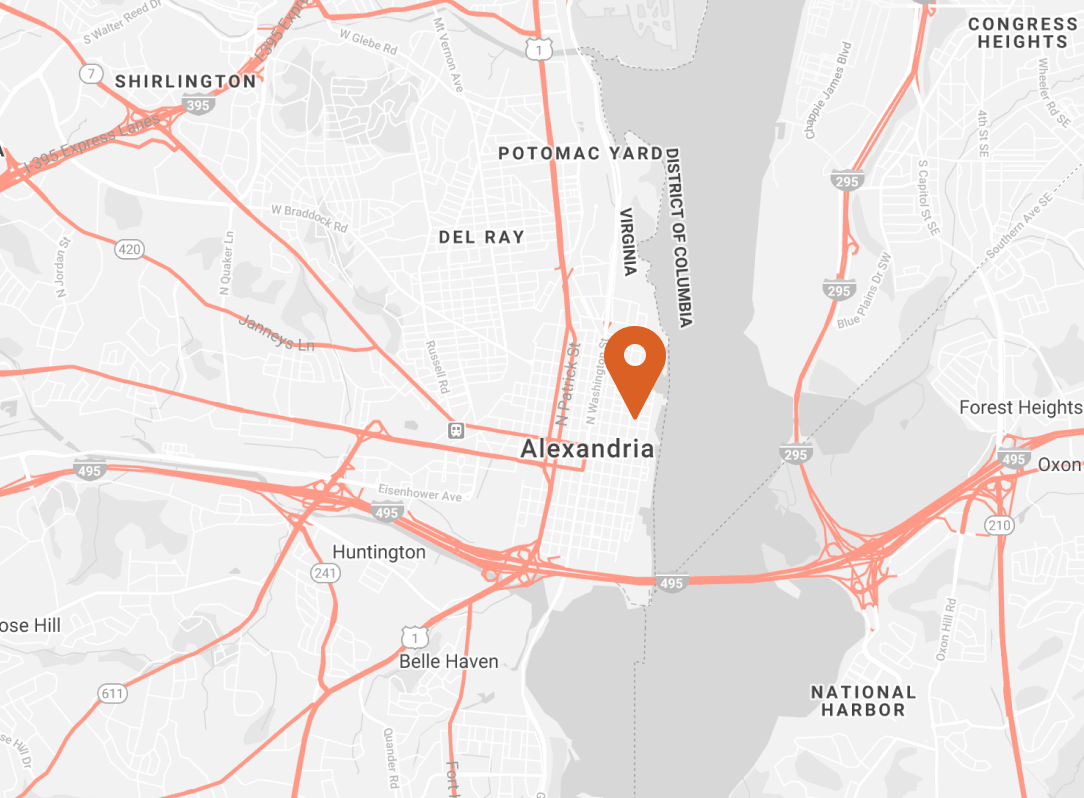 S Walter Reed Dr
I-395 Expre
W Glebe Rd
Mt Vernon Ave
1
CONGRESS
HEIGHTS
7
SHIRLINGTON
395
Chappie James Blvd
Wheeler Rd SE
4th St SE
I-395 Express Lanes
A
POTOMAC YARD
DISTRICT OF COLUMBIA
VIRGINIA
295
S Capitol St SE
Southern Ave SE
W Braddock Rd
DEL RAY
420
N Jordan St
N Quaker Ln
295
Blue Plains Dr SW
Janneys Ln
Russell Rd
N Patrick St
N Washington St
Forest Heights
Alexandria
295
495
Oxon
495
Eisenhower Ave
495
210
Huntington
241
495
ose Hill
1
Belle Haven
Oxon Hill Rd
611
NATIONAL
HARBOR
se Hill Dr
Quander Rd
Fort H
G